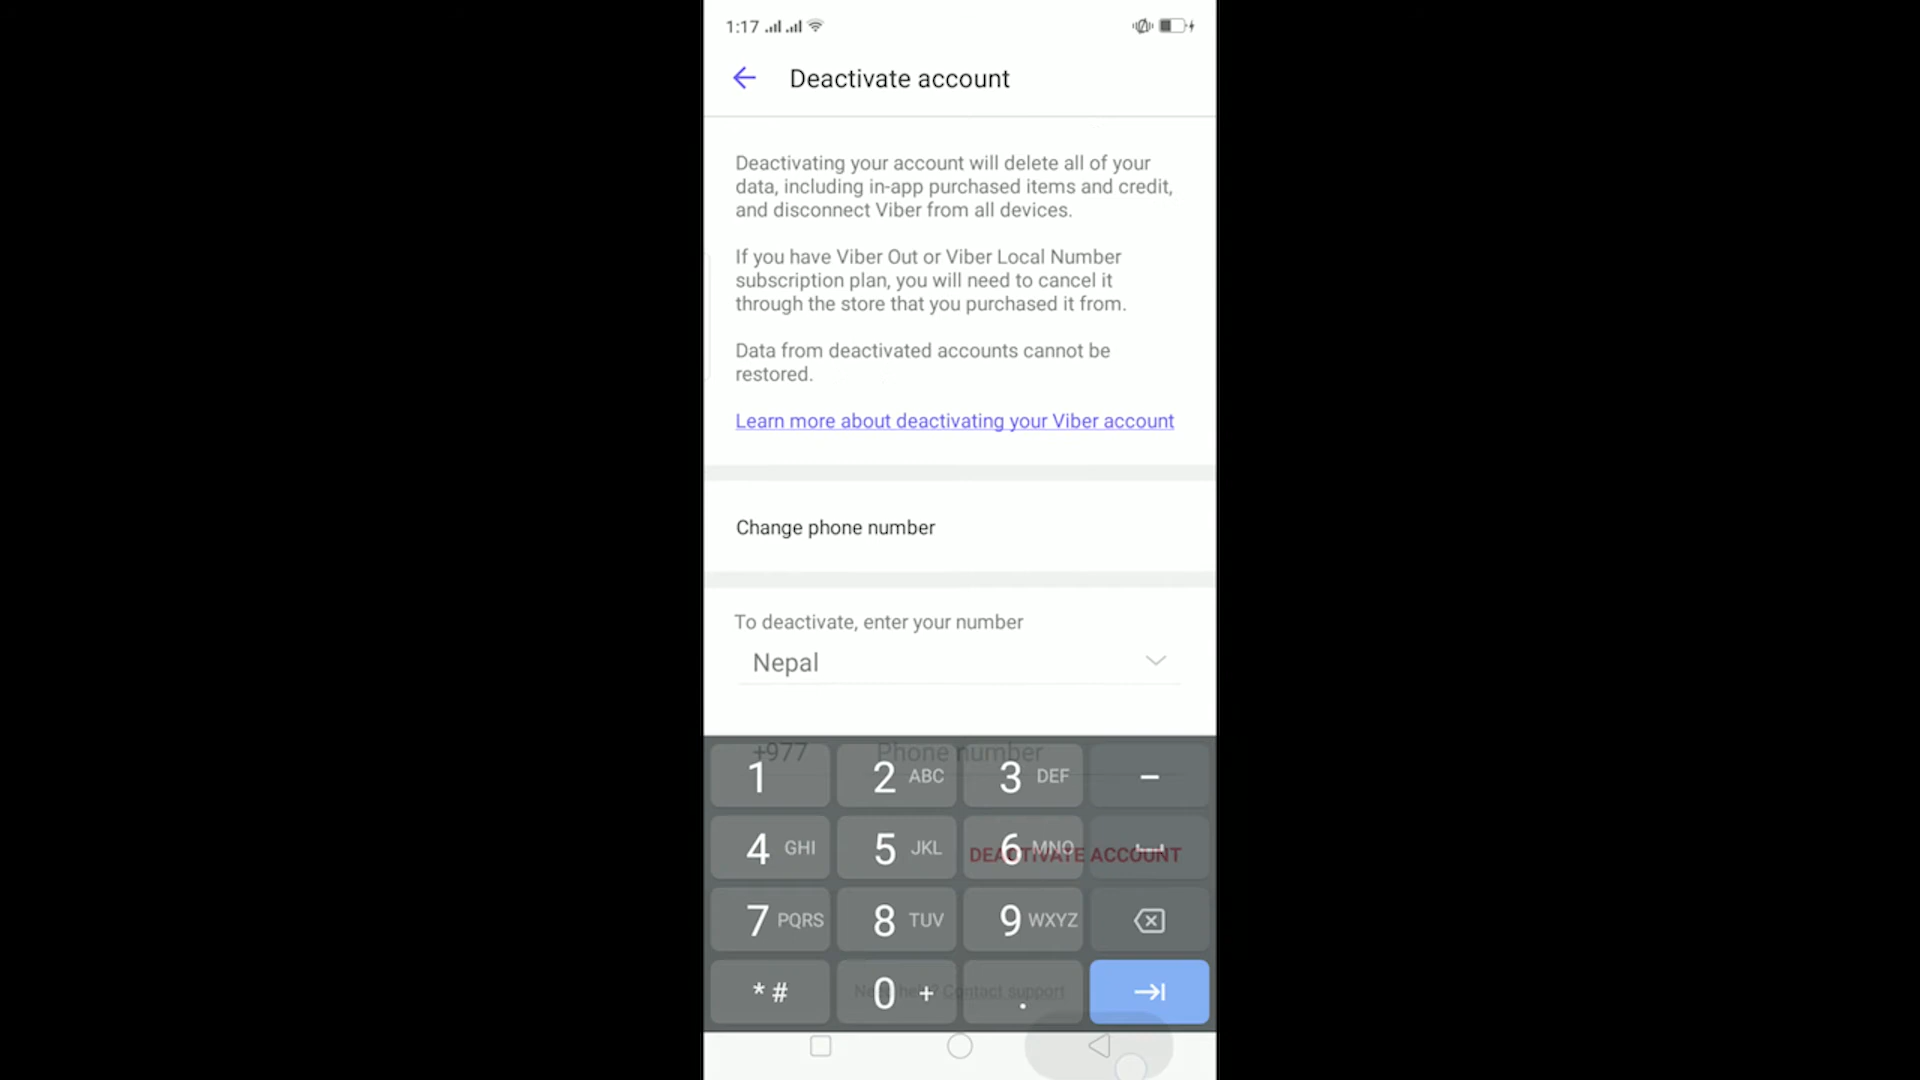 1:17
Deactivate account
Deactivating your account will delete all of your
data, including in-app purchased items and credit,
and disconnect Viber from all devices.
If you have Viber Out or Viber Local Number
subscription plan, you will need to cancel it
through the store that you purchased it from.
Data from deactivated accounts cannot be
restored.
Learn more about deactivating your Viber account
Change phone number
To deactivate, enter your number
Nepal
+977 Phone number
1 2 ABC 3 DEF -
DEACTIVATE ACCOUNT
4 GHI 5 JKL 6 MNO
7 PQRS 8 TUV 9 WXYZ
Need help? Contact support
* # 0 + .